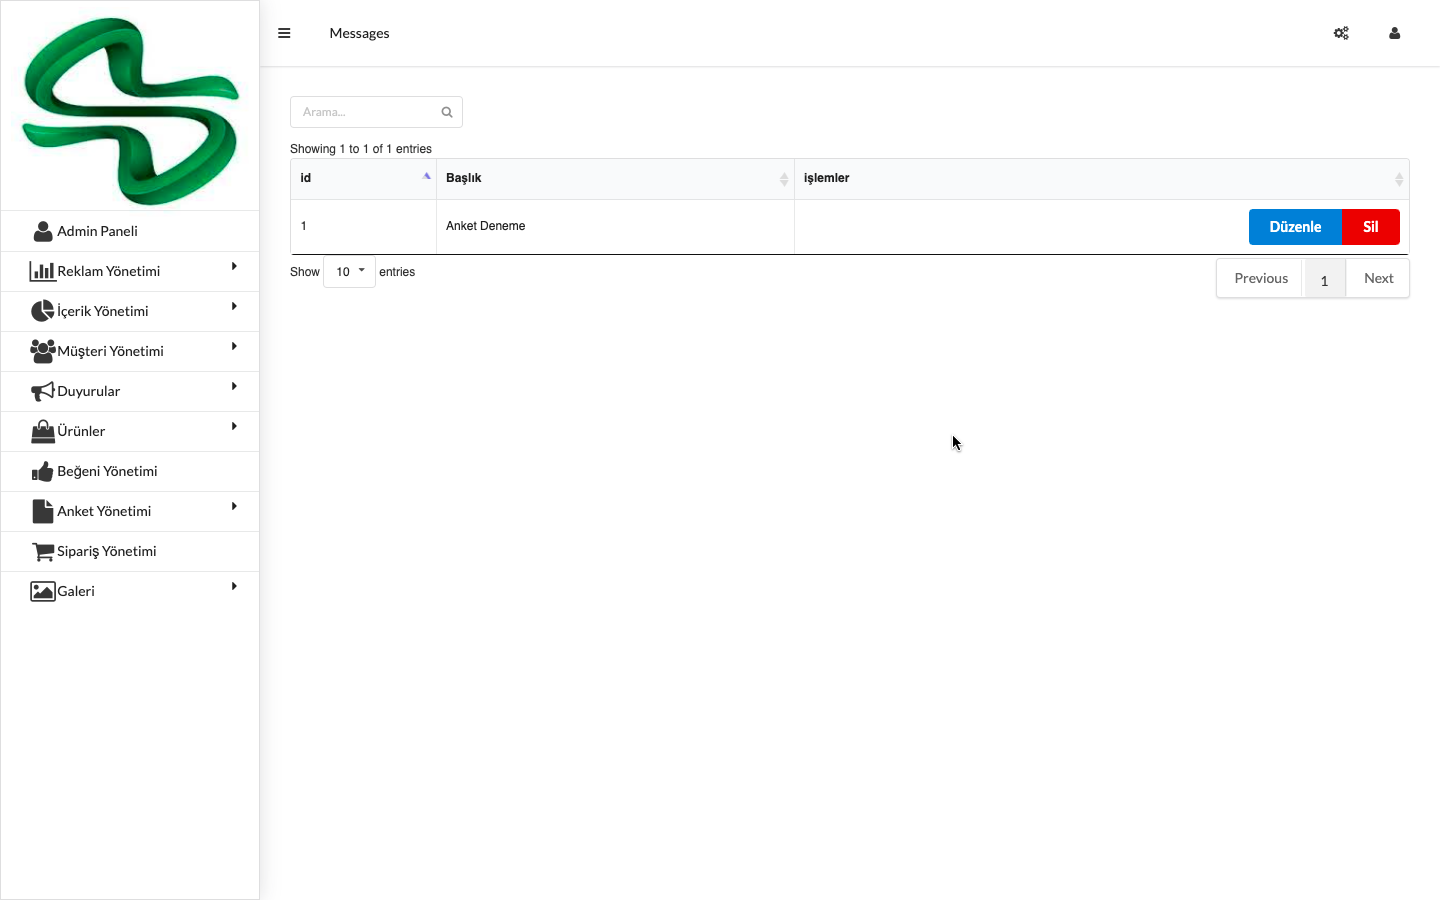 Messages
Admin Paneli
Reklam Yönetimi
İçerik Yönetimi
Müşteri Yönetimi
Duyurular
Ürünler
Beğeni Yönetimi
Anket Yönetimi
Sipariş Yönetimi
Galeri
Arama...
Showing 1 to 1 of 1 entries
id Başlık işlemler
1 Anket Deneme Düzenle Sil
Show 10 entries
Previous 1 Next